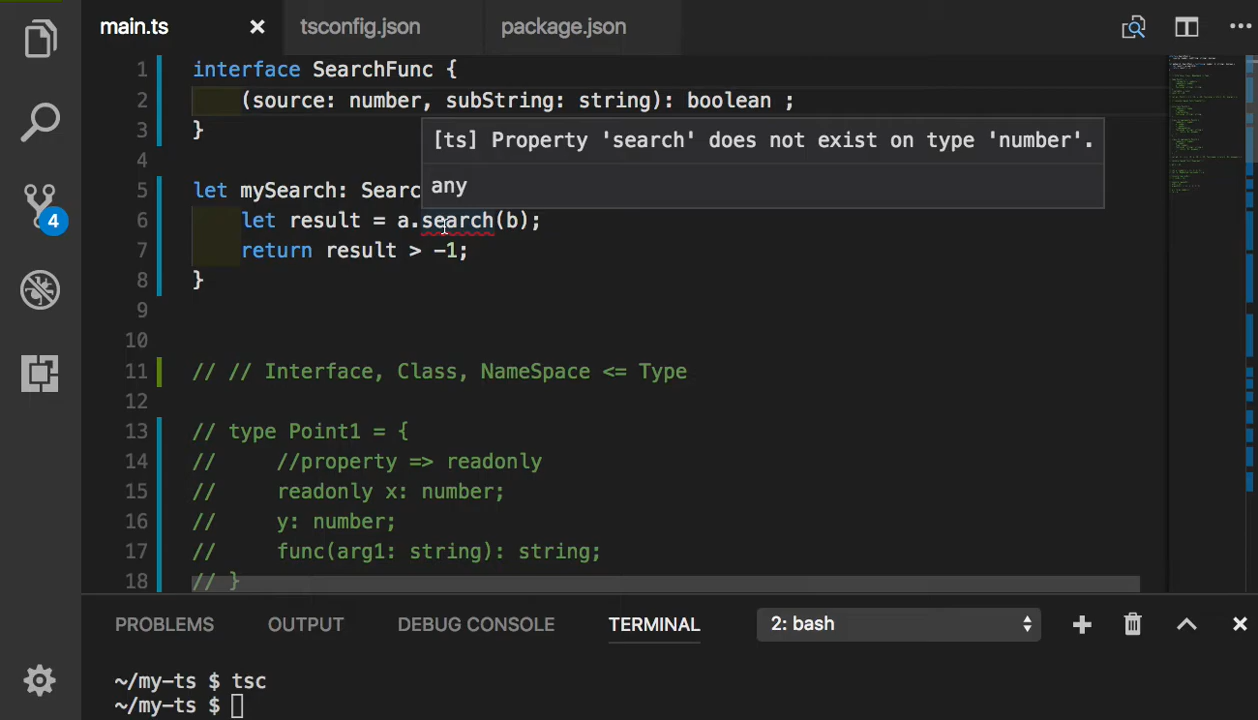 main.ts
tsconfig.json
package.json
1 interface SearchFunc {
2 (source: number, subString: string): boolean ;
3 }
[ts] Property 'search' does not exist on type 'number'.
any
4
5 let mySearch: Searc
6 let result = a.search(b);
7 return result > -1;
8 }
9
10
11 // // Interface, Class, NameSpace <= Type
12
13 // type Point1 = {
14 // //property => readonly
15 // readonly x: number;
16 // y: number;
17 // func(arg1: string): string;
18 // }
4
PROBLEMS OUTPUT DEBUG CONSOLE TERMINAL 2: bash
~/my-ts $ tsc
~/my-ts $